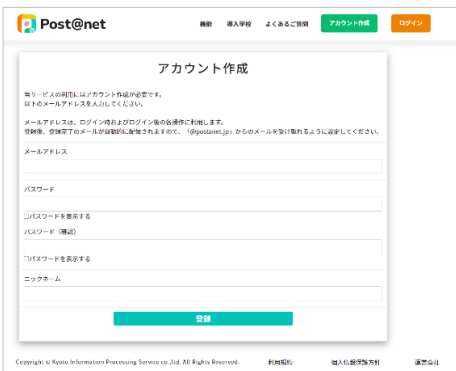 Post@net
機能 導入学校 よくあるご質問 アカウント作成 ログイン
アカウント作成
当サービスの利用にはアカウント作成が必要です。
以下のメールアドレスを入力してください。
メールアドレスは、ログイン時およびログイン後の各操作に利用します。
登録後、登録完了のメールが自動的に配信されますので、「@postanet.jp」からのメールを受け取れるように設定してください。
メールアドレス
パスワード
パスワードを表示する
パスワード（確認）
パスワードを表示する
ニックネーム
登録
Copyright © Kyoto Information Processing Service co.,ltd. All Rights Reserved. 利用規約 個人情報保護方針 運営会社